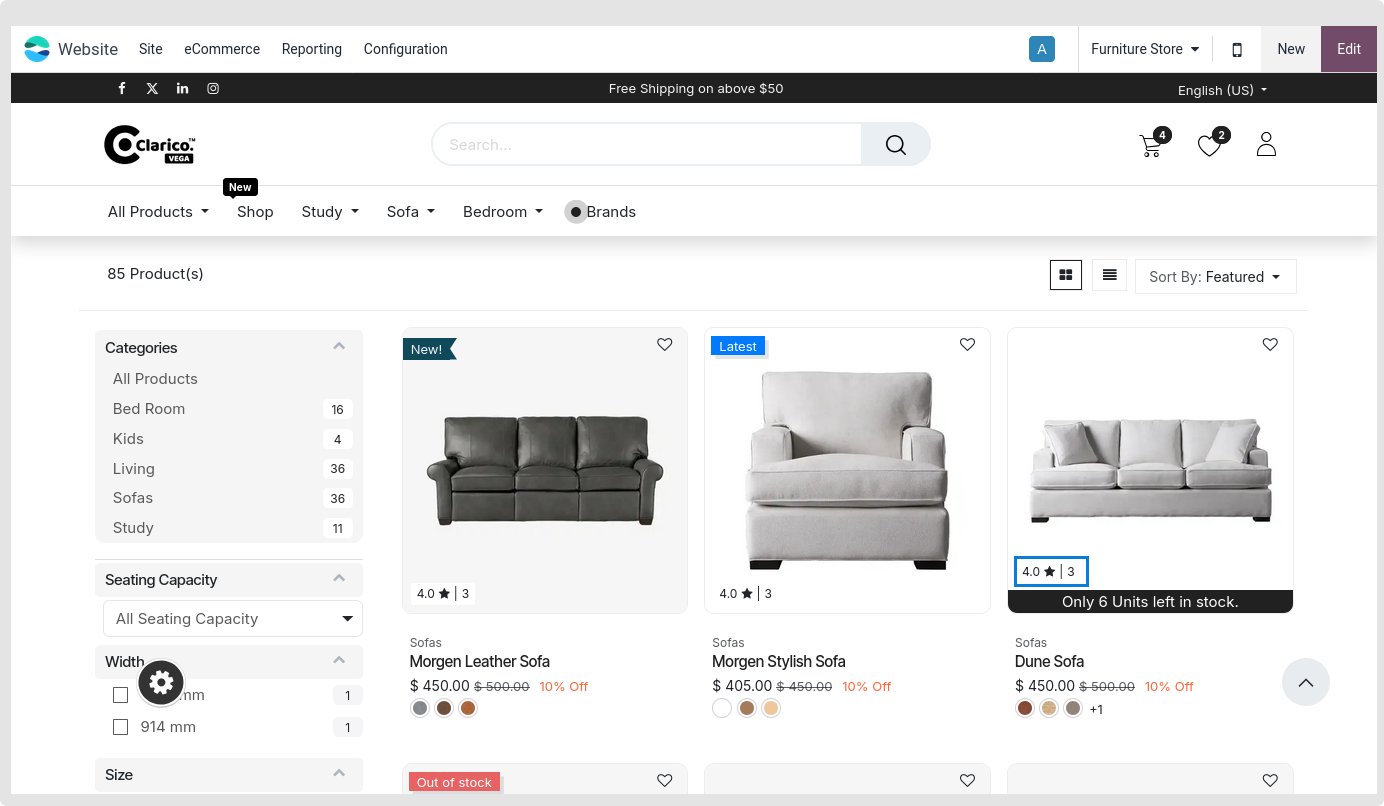 Website Site eCommerce Reporting Configuration A Furniture Store New Edit
Free Shipping on above $50 English (US)
Clarico.™ VEGA Search... 4 2
New
All Products Shop Study Sofa Bedroom Brands
85 Product(s) Sort By: Featured
Categories
All Products
Bed Room 16
Kids 4
Living 36
Sofas 36
Study 11
Seating Capacity
All Seating Capacity
Width
mm 1
914 mm 1
Size
New!
4.0 ★ | 3
Sofas
Morgen Leather Sofa
$ 450.00 $ 500.00 10% Off
Latest
4.0 ★ | 3
Sofas
Morgen Stylish Sofa
$ 405.00 $ 450.00 10% Off
4.0 ★ | 3
Only 6 Units left in stock.
Sofas
Dune Sofa
$ 450.00 $ 500.00 10% Off
+1
Out of stock